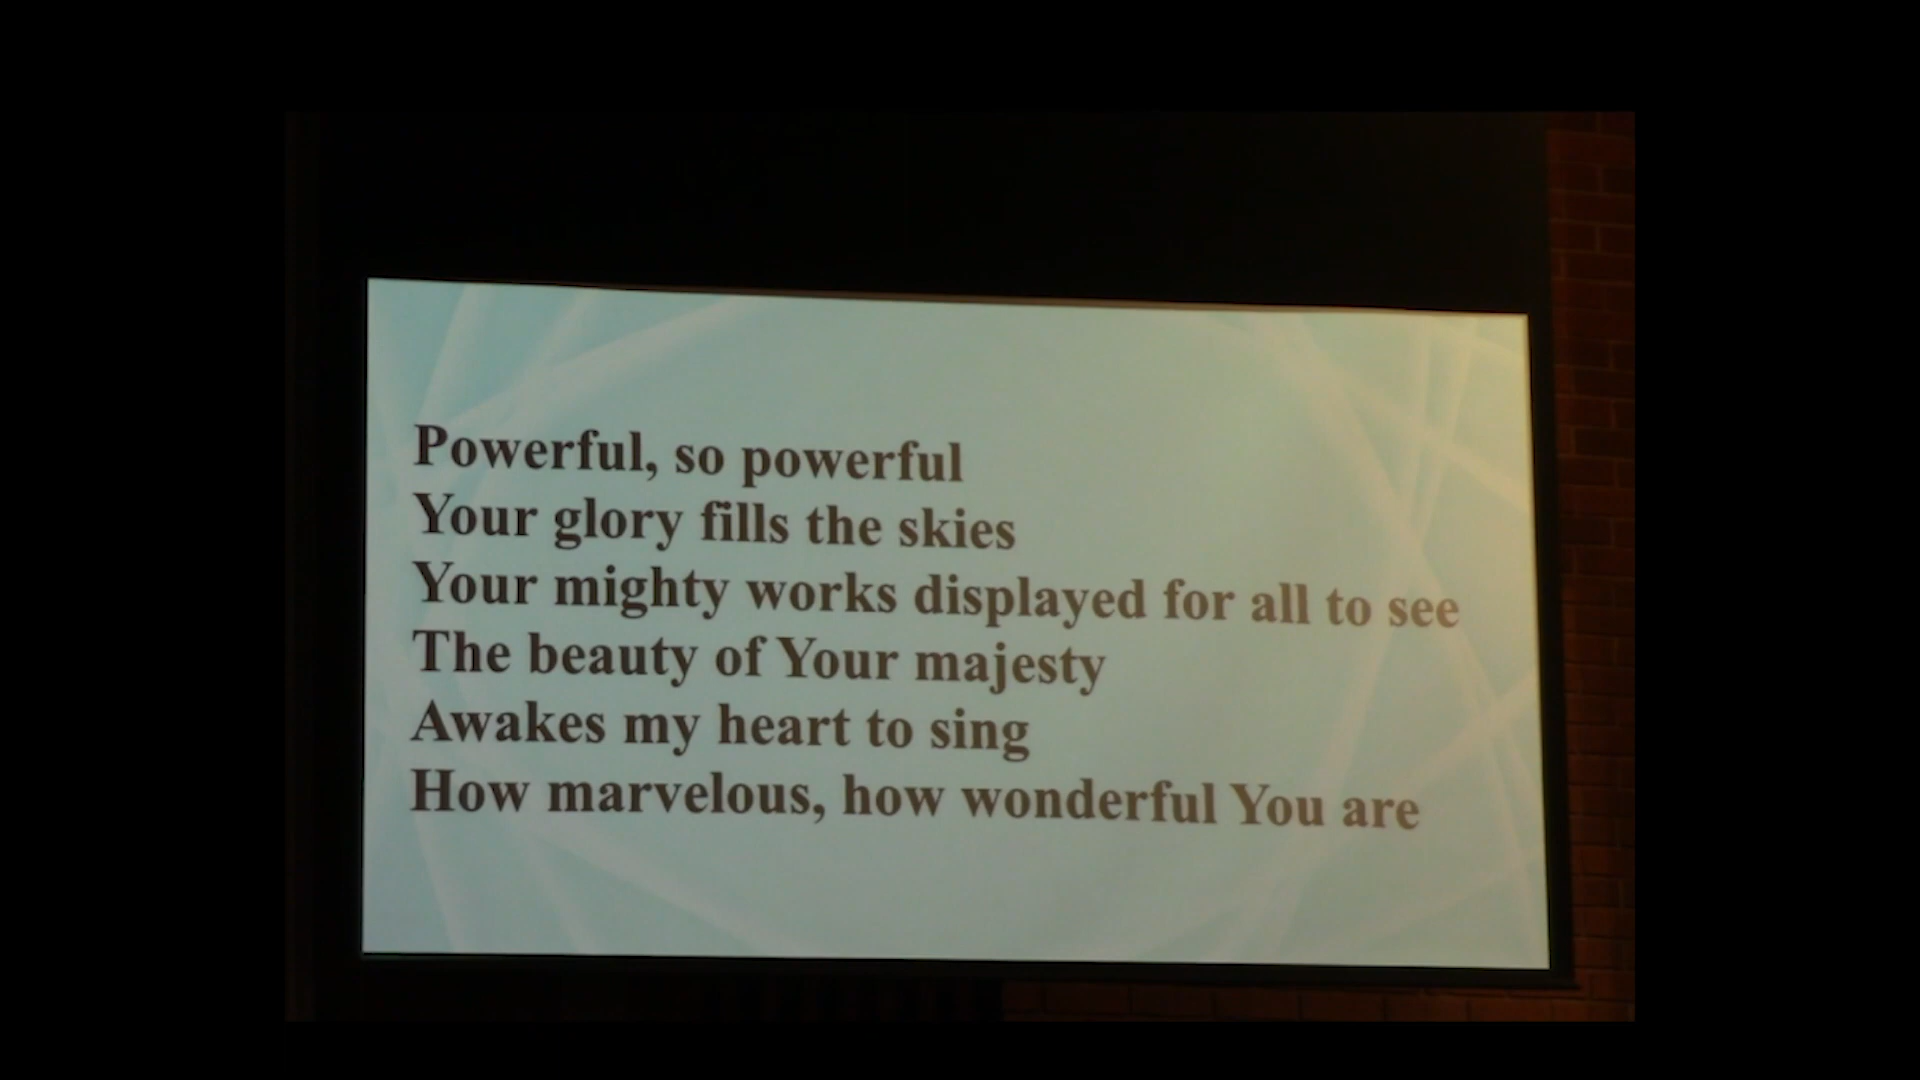 Powerful, so powerful
Your glory fills the skies
Your mighty works displayed for all to see
The beauty of Your majesty
Awakes my heart to sing
How marvelous, how wonderful You are